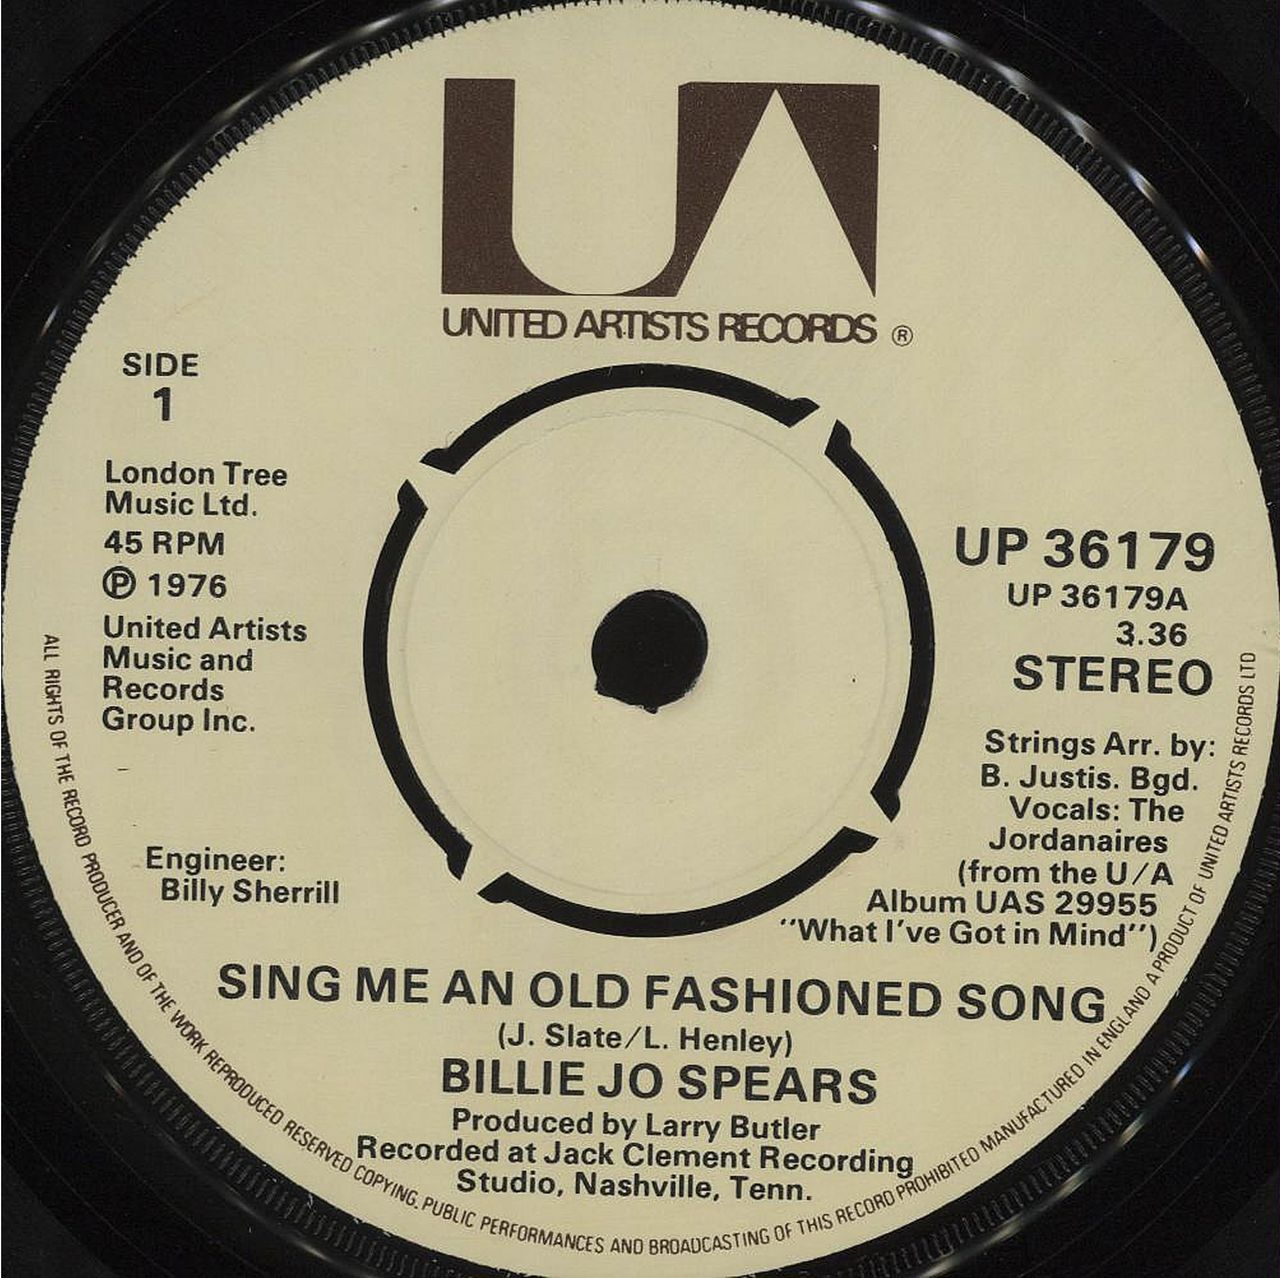 UA
UNITED ARTISTS RECORDS ®
SIDE
1
London Tree
Music Ltd.
45 RPM
℗ 1976
United Artists
Music and
Records
Group Inc.
Engineer:
Billy Sherrill
UP 36179
UP 36179A
3.36
STEREO
Strings Arr. by:
B. Justis. Bgd.
Vocals: The
Jordanaires
(from the U/A
Album UAS 29955
"What I've Got in Mind")
SING ME AN OLD FASHIONED SONG
(J. Slate/L. Henley)
BILLIE JO SPEARS
Produced by Larry Butler
Recorded at Jack Clement Recording
Studio, Nashville, Tenn.
ALL RIGHTS OF THE RECORD PRODUCER AND OF THE WORK REPRODUCED RESERVED COPYING, PUBLIC PERFORMANCES AND BROADCASTING OF THIS RECORD PROHIBITED MANUFACTURED IN ENGLAND A PRODUCT OF UNITED ARTISTS RECORDS LTD